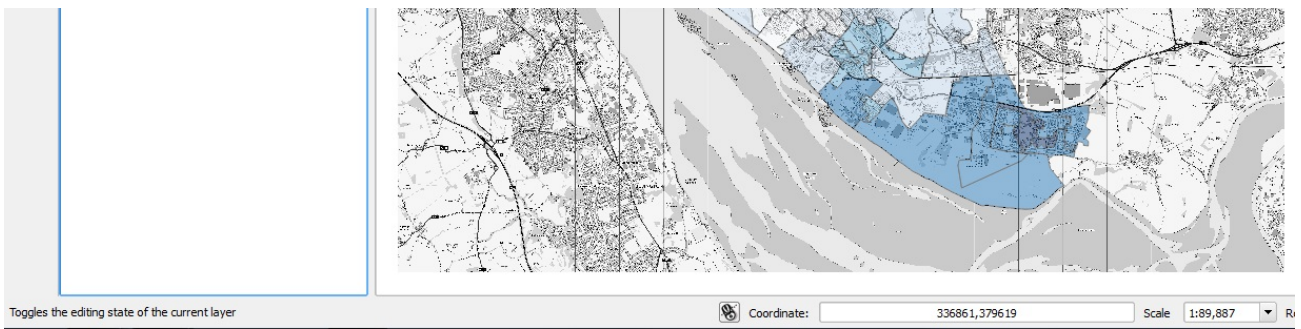 Toggles the editing state of the current layer Coordinate: 336861,379619 Scale 1:89,887